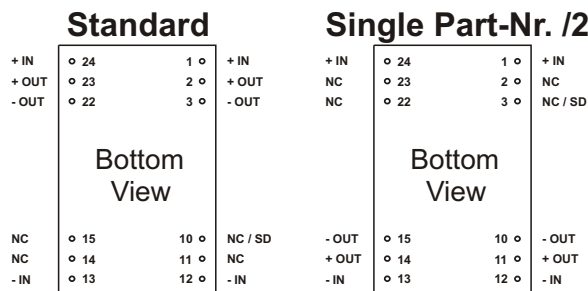 Standard
+ IN 24 1 + IN
+ OUT 23 2 + OUT
- OUT 22 3 - OUT
Bottom
View
NC 15 10 NC / SD
NC 14 11 NC
- IN 13 12 - IN
Single Part-Nr. /2
+ IN 24 1 + IN
NC 23 2 NC
NC 22 3 NC / SD
Bottom
View
- OUT 15 10 - OUT
+ OUT 14 11 + OUT
- IN 13 12 - IN